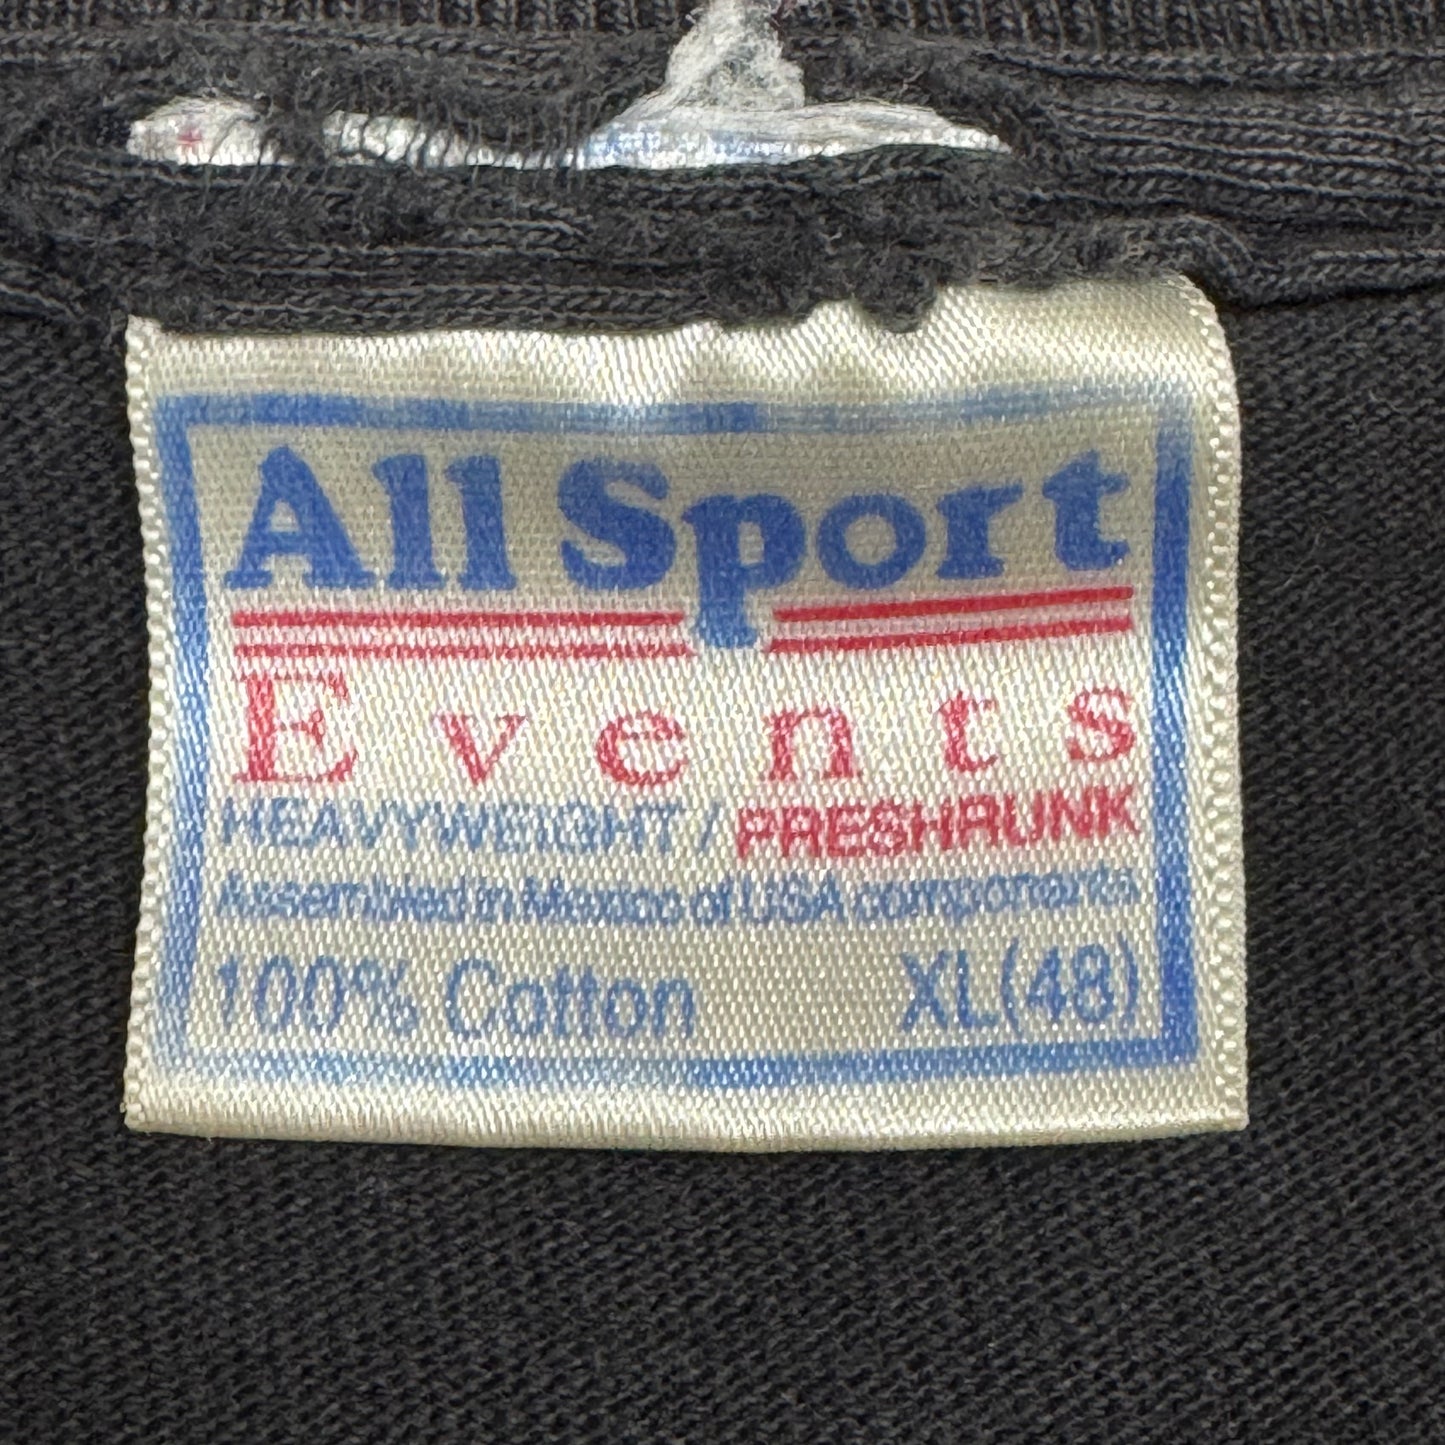 All Sport
Events
HEAVYWEIGHT / PRESHRUNK
Assembled in Mexico of USA components
100% Cotton XL(48)